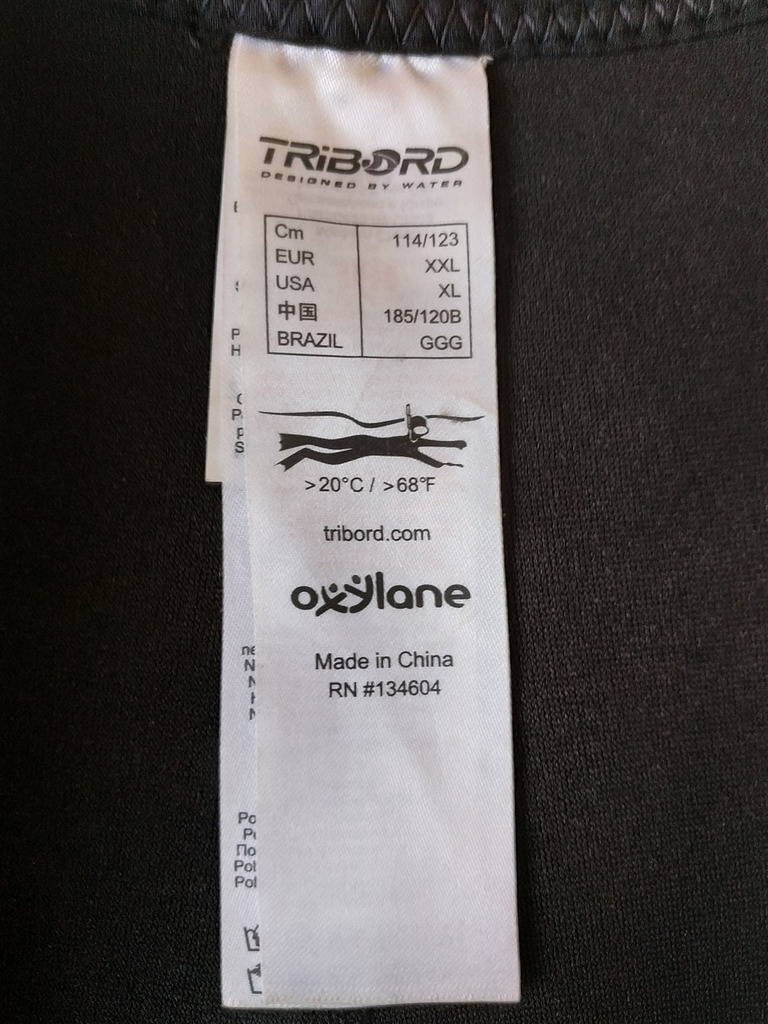 TRIBORD
DESIGNED BY WATER
Cm 114/123
EUR XXL
USA XL
中国 185/120B
BRAZIL GGG
>20°C / >68°F
tribord.com
oxylane
Made in China
RN #134604